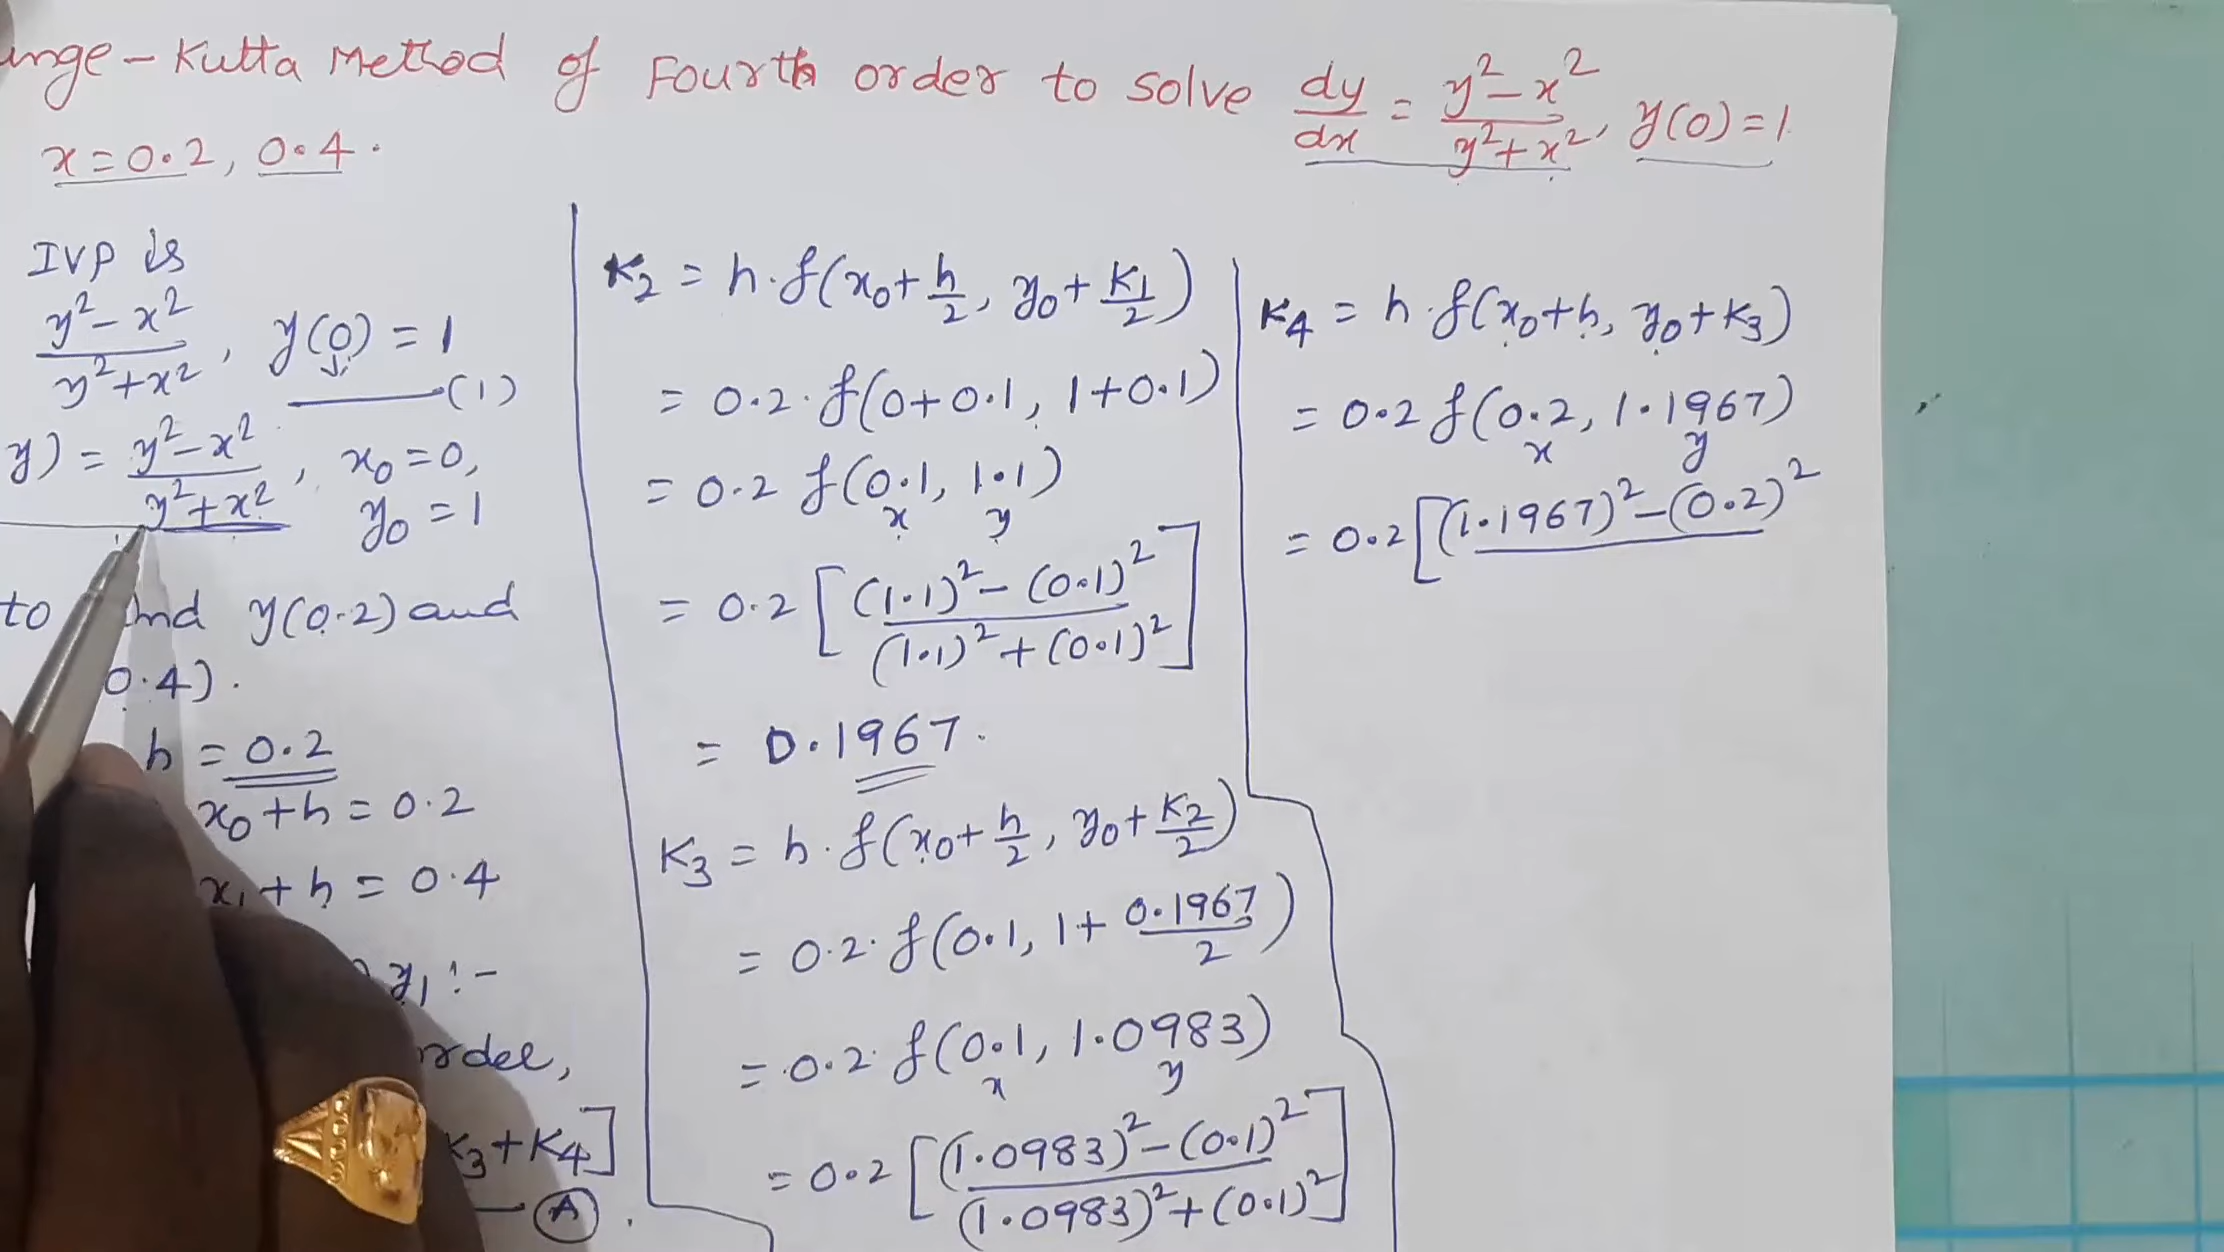 unge-Kutta Method of Fourth order to solve dy/dx = (y²-x²)/(y²+x²), y(0)=1
x=0.2, 0.4.
IVP is
(y²-x²)/(y²+x²), y(0)=1
——(1)
y) = (y²-x²)/(y²+x²), x₀=0,
y₀=1
to find y(0.2) and
0.4).
h = 0.2
x₀+h = 0.2
x₁+h = 0.4
y₁ :-
order,
K₃+K₄]
—(A).
K₂ = h.f(x₀+h/2, y₀+K₁/2)
= 0.2.f(0+0.1, 1+0.1)
= 0.2 f(0.1, 1.1)
x y
= 0.2 [((1.1)²-(0.1)²)/((1.1)²+(0.1)²)]
= 0.1967.
K₃ = h.f(x₀+h/2, y₀+K₂/2)
= 0.2.f(0.1, 1+0.1967/2)
= 0.2.f(0.1, 1.0983)
x y
= 0.2 [((1.0983)²-(0.1)²)/((1.0983)²+(0.1)²)]
K₄ = h.f(x₀+h, y₀+K₃)
= 0.2 f(0.2, 1.1967)
x y
= 0.2 [(1.1967)²-(0.2)²